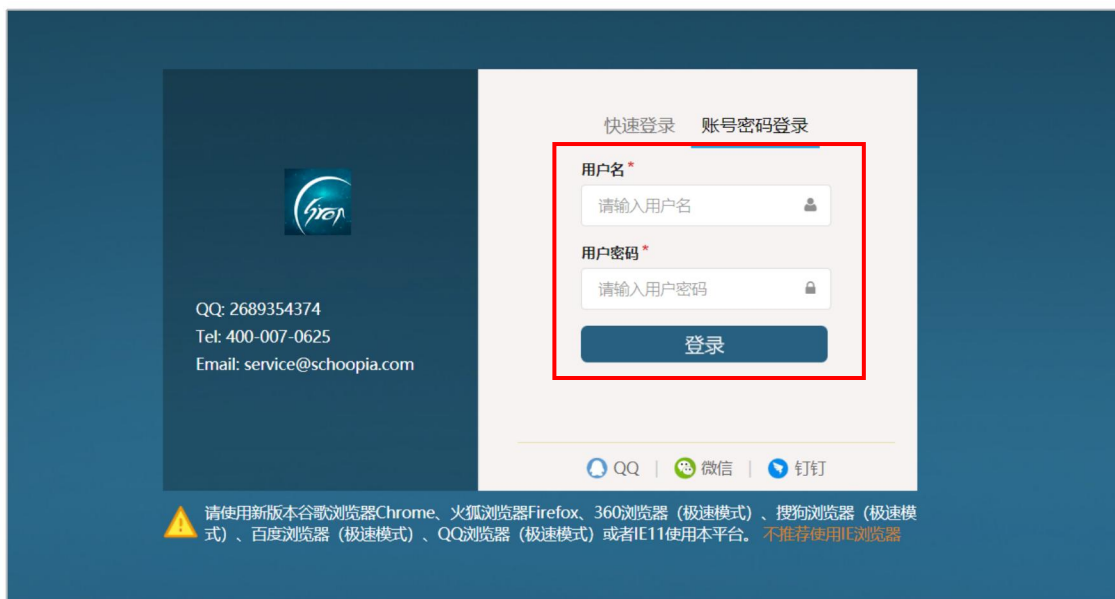 快速登录 账号密码登录
用户名*
请输入用户名
用户密码*
请输入用户密码
登录
QQ: 2689354374
Tel: 400-007-0625
Email: service@schoopia.com
QQ | 微信 | 钉钉
请使用新版本谷歌浏览器Chrome、火狐浏览器Firefox、360浏览器（极速模式）、搜狗浏览器（极速模
式）、百度浏览器（极速模式）、QQ浏览器（极速模式）或者IE11使用本平台。 不推荐使用IE浏览器